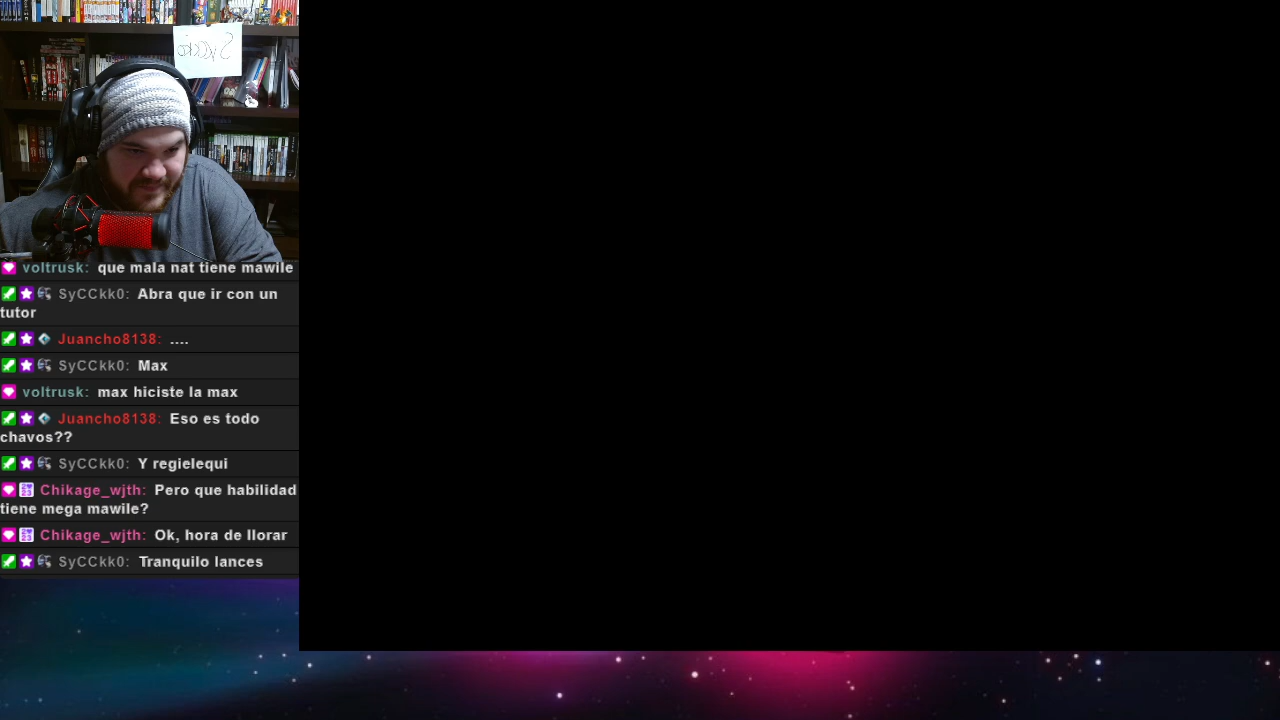 voltrusk: que mala nat tiene mawile
SyCCkk0: Abra que ir con un
tutor
Juancho8138: ....
SyCCkk0: Max
voltrusk: max hiciste la max
Juancho8138: Eso es todo
chavos??
SyCCkk0: Y regielequi
Chikage_wjth: Pero que habilidad
tiene mega mawile?
Chikage_wjth: Ok, hora de llorar
SyCCkk0: Tranquilo lances